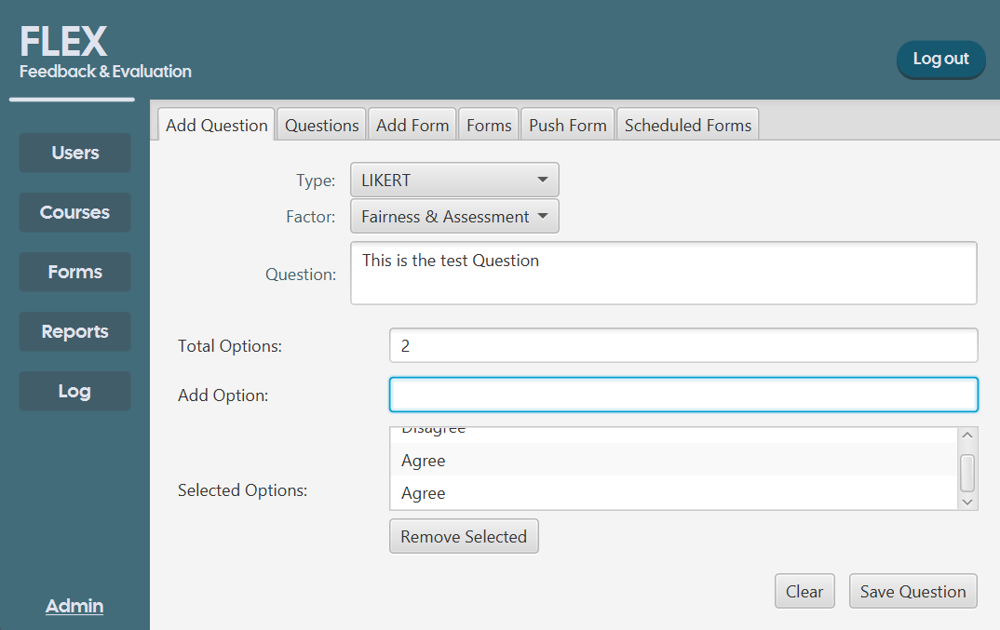 FLEX
Feedback & Evaluation
Log out
Add Question Questions Add Form Forms Push Form Scheduled Forms
Users
Courses
Forms
Reports
Log
Admin
Type: LIKERT
Factor: Fairness & Assessment
Question: This is the test Question
Total Options: 2
Add Option:
Selected Options:
Disagree
Agree
Agree
Remove Selected
Clear Save Question